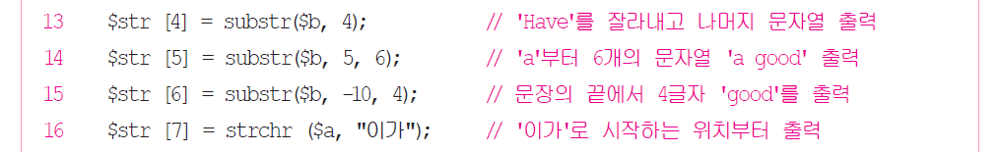 13 $str [4] = substr($b, 4); // 'Have'를 잘라내고 나머지 문자열 출력
14 $str [5] = substr($b, 5, 6); // 'a'부터 6개의 문자열 'a good' 출력
15 $str [6] = substr($b, -10, 4); // 문장의 끝에서 4글자 'good'를 출력
16 $str [7] = strchr ($a, "이가"); // '이가'로 시작하는 위치부터 출력